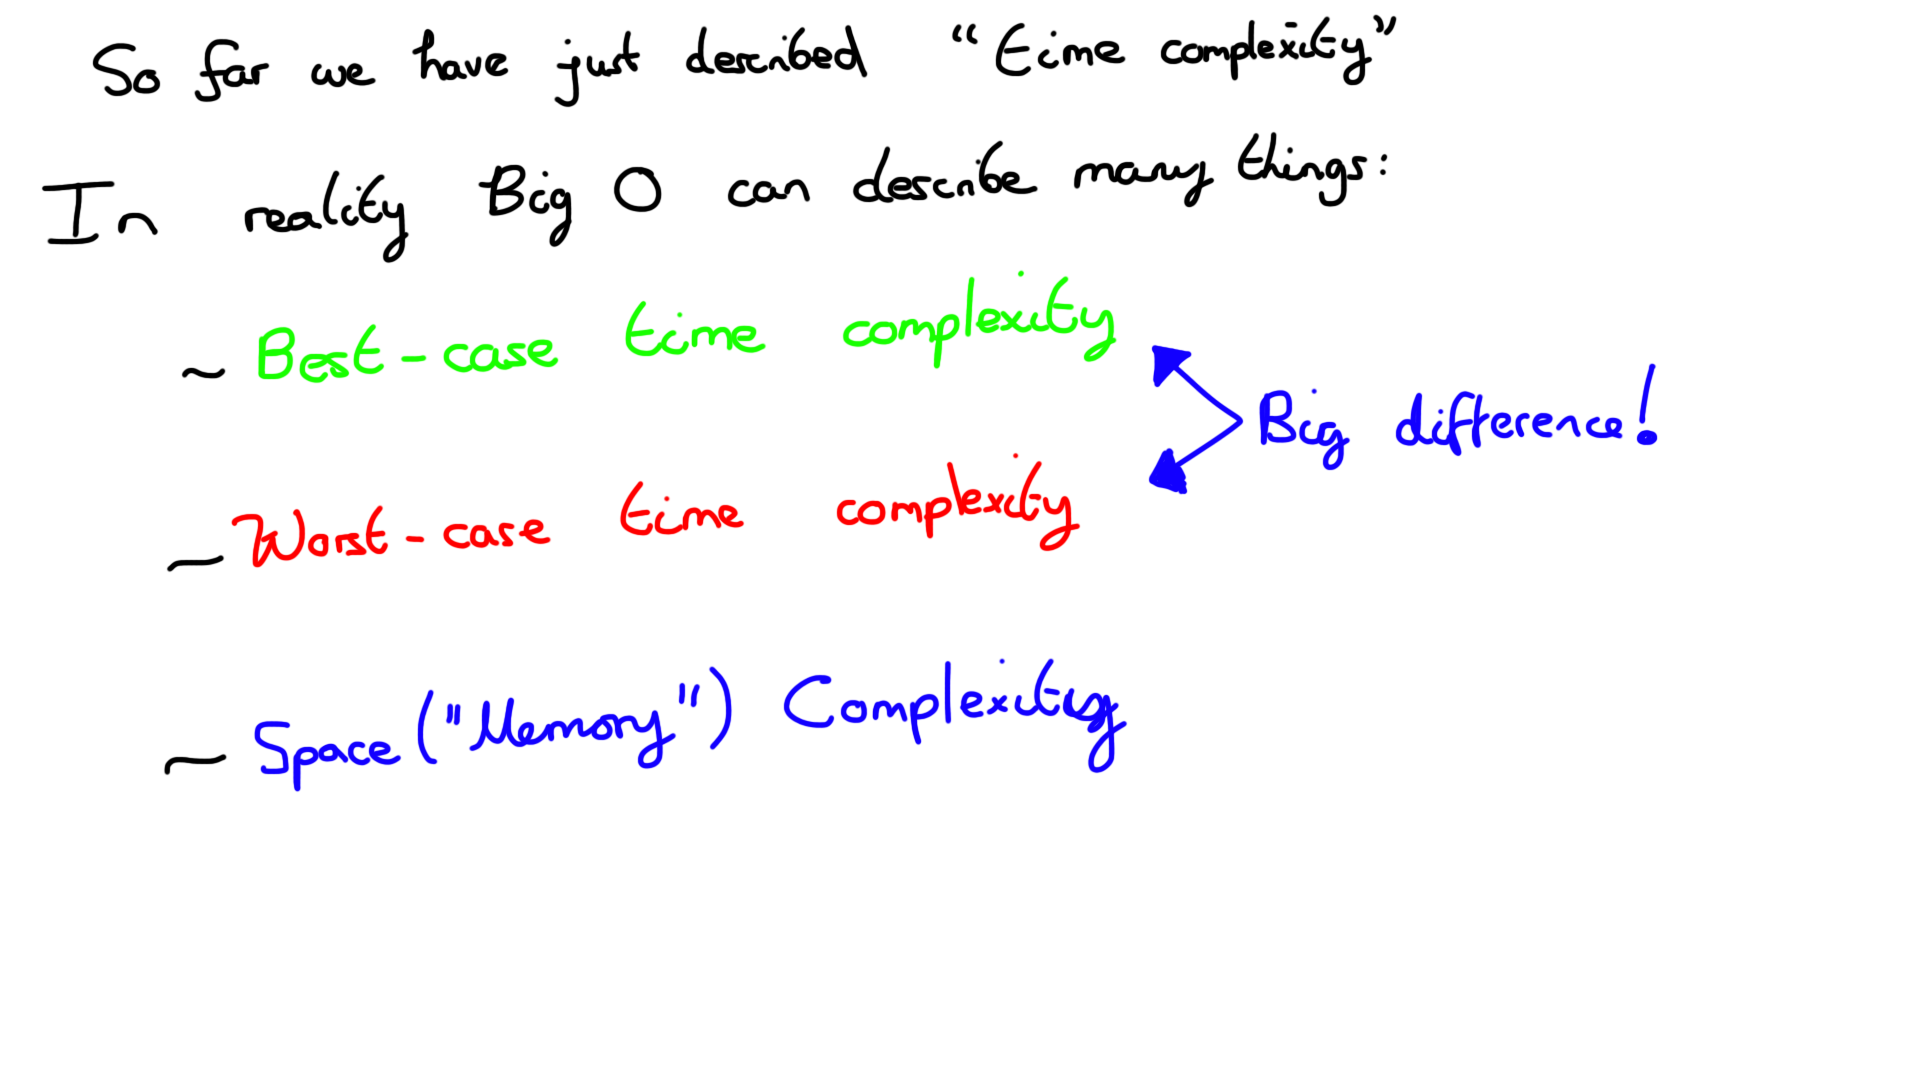 So far we have just described “time complexity”
In reality Big O can describe many things:
~ Best-case time complexity
Big difference!
~ Worst-case time complexity
~ Space ("Memory") Complexity